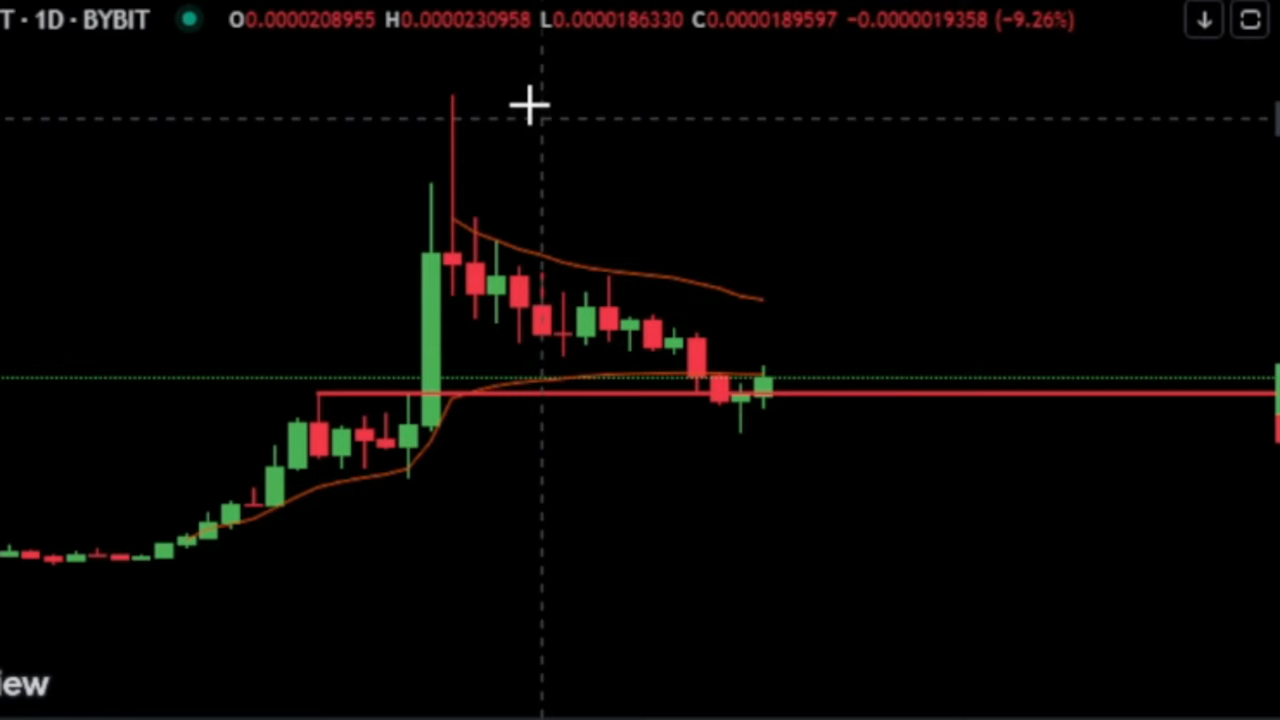 T · 1D · BYBIT O0.0000208955 H0.0000230958 L0.0000186330 C0.0000189597 −0.0000019358 (−9.26%)
iew